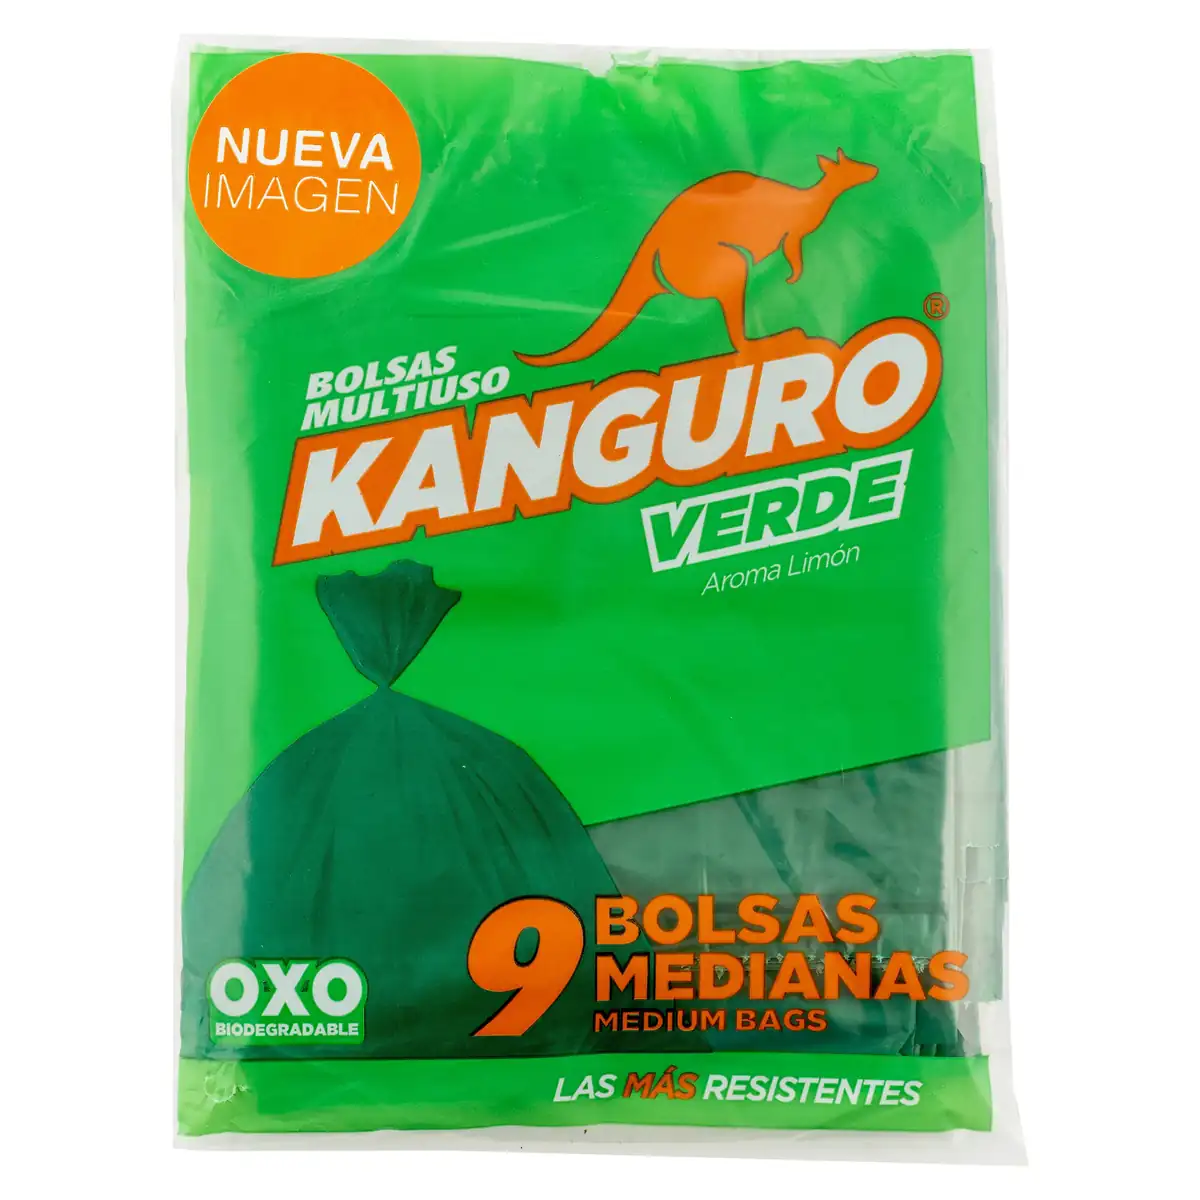 NUEVA
IMAGEN
BOLSAS
MULTIUSO
KANGURO
®
VERDE
Aroma Limón
9
BOLSAS
MEDIANAS
MEDIUM BAGS
OXO
BIODEGRADABLE
LAS MÁS RESISTENTES